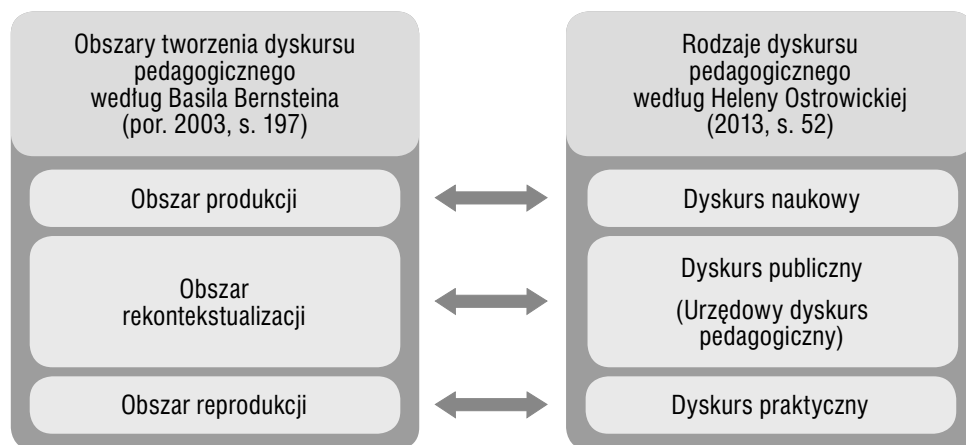 Obszary tworzenia dyskursu
pedagogicznego
według Basila Bernsteina
(por. 2003, s. 197)
Obszar produkcji
Obszar
rekontekstualizacji
Obszar reprodukcji
Rodzaje dyskursu
pedagogicznego
według Heleny Ostrowickiej
(2013, s. 52)
Dyskurs naukowy
Dyskurs publiczny
(Urzędowy dyskurs
pedagogiczny)
Dyskurs praktyczny